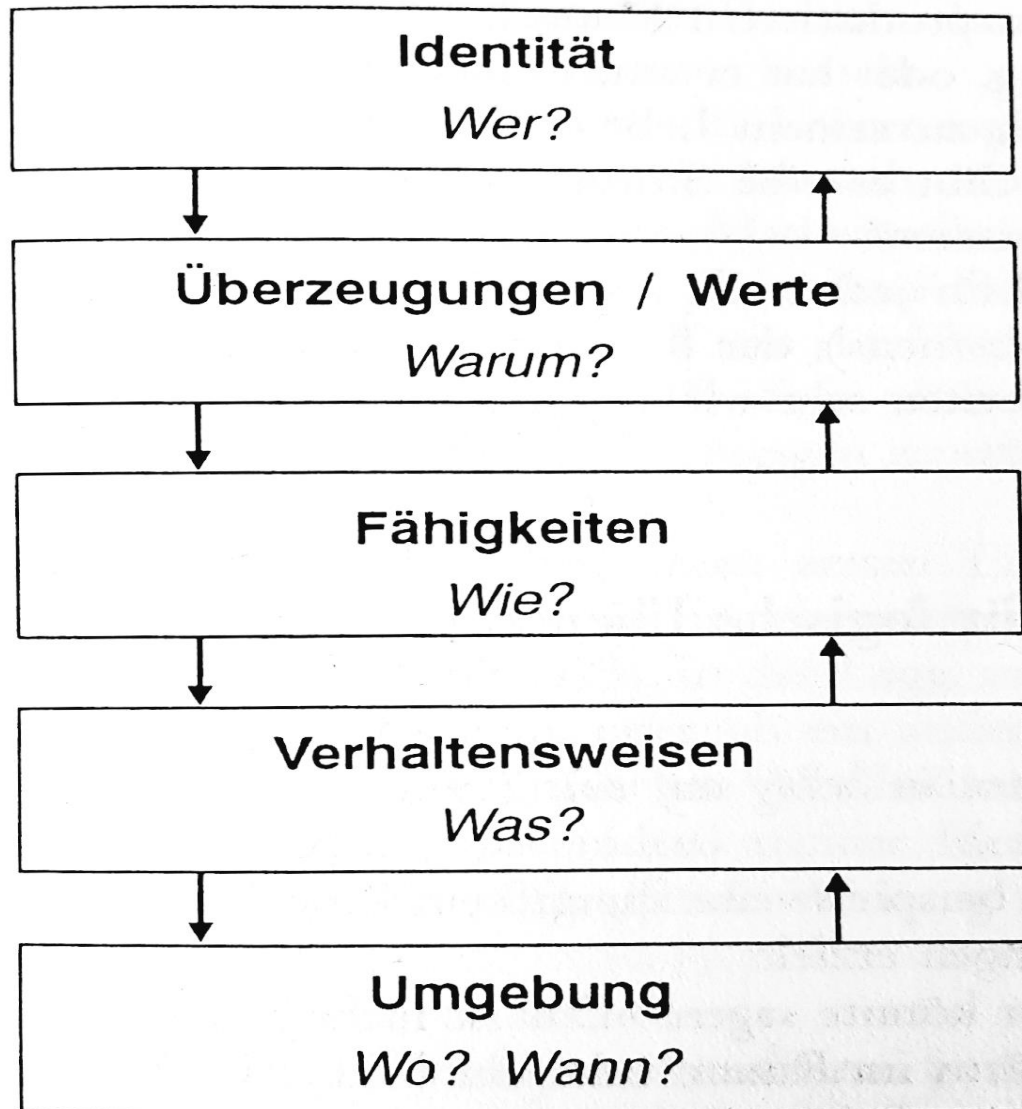 Identität
Wer?
Überzeugungen / Werte
Warum?
Fähigkeiten
Wie?
Verhaltensweisen
Was?
Umgebung
Wo? Wann?